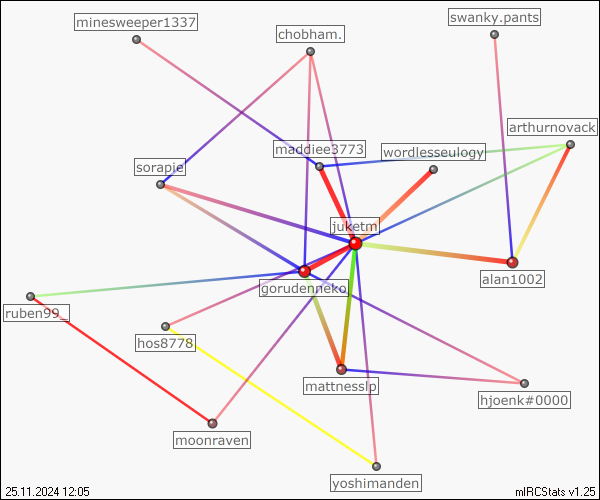 minesweeper1337
swanky.pants
chobham.
arthurnovack
maddiee3773
wordlesseulogy
sorapie
juketm
alan1002
gorudenneko
ruben99_
hos8778
mattnesslp
hjoenk#0000
moonraven
yoshimanden
25.11.2024 12:05
mIRCStats v1.25